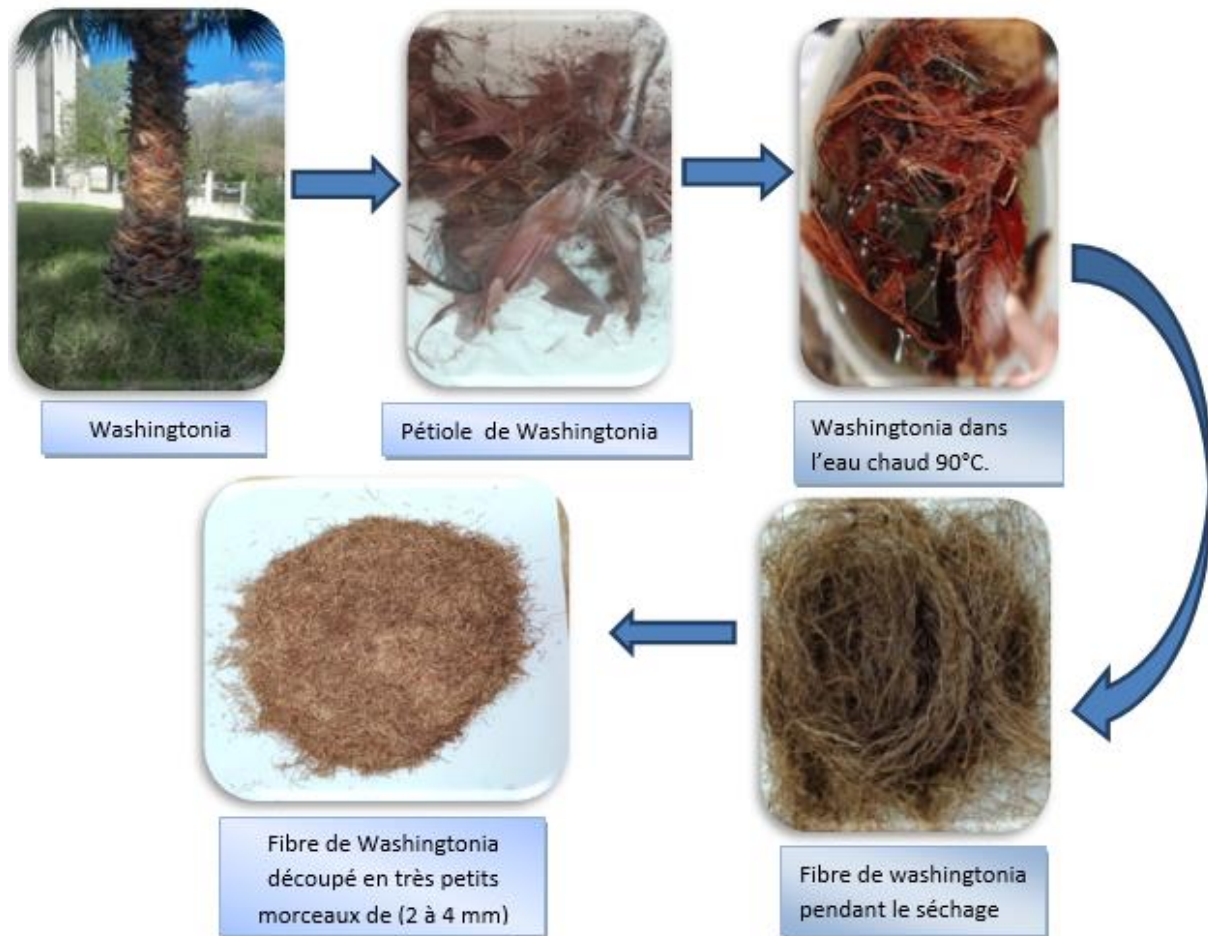 Washingtonia
Pétiole de Washingtonia
Washingtonia dans
l’eau chaud 90°C.
Fibre de washingtonia
pendant le séchage
Fibre de Washingtonia
découpé en très petits
morceaux de (2 à 4 mm)